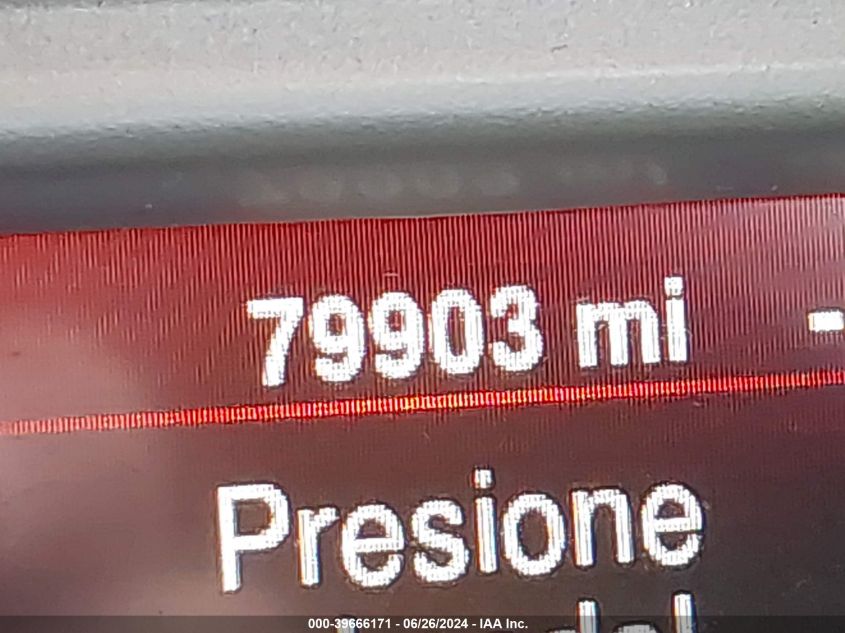 79903 mi -
Presione
000-39666171 - 06/26/2024 - IAA Inc.